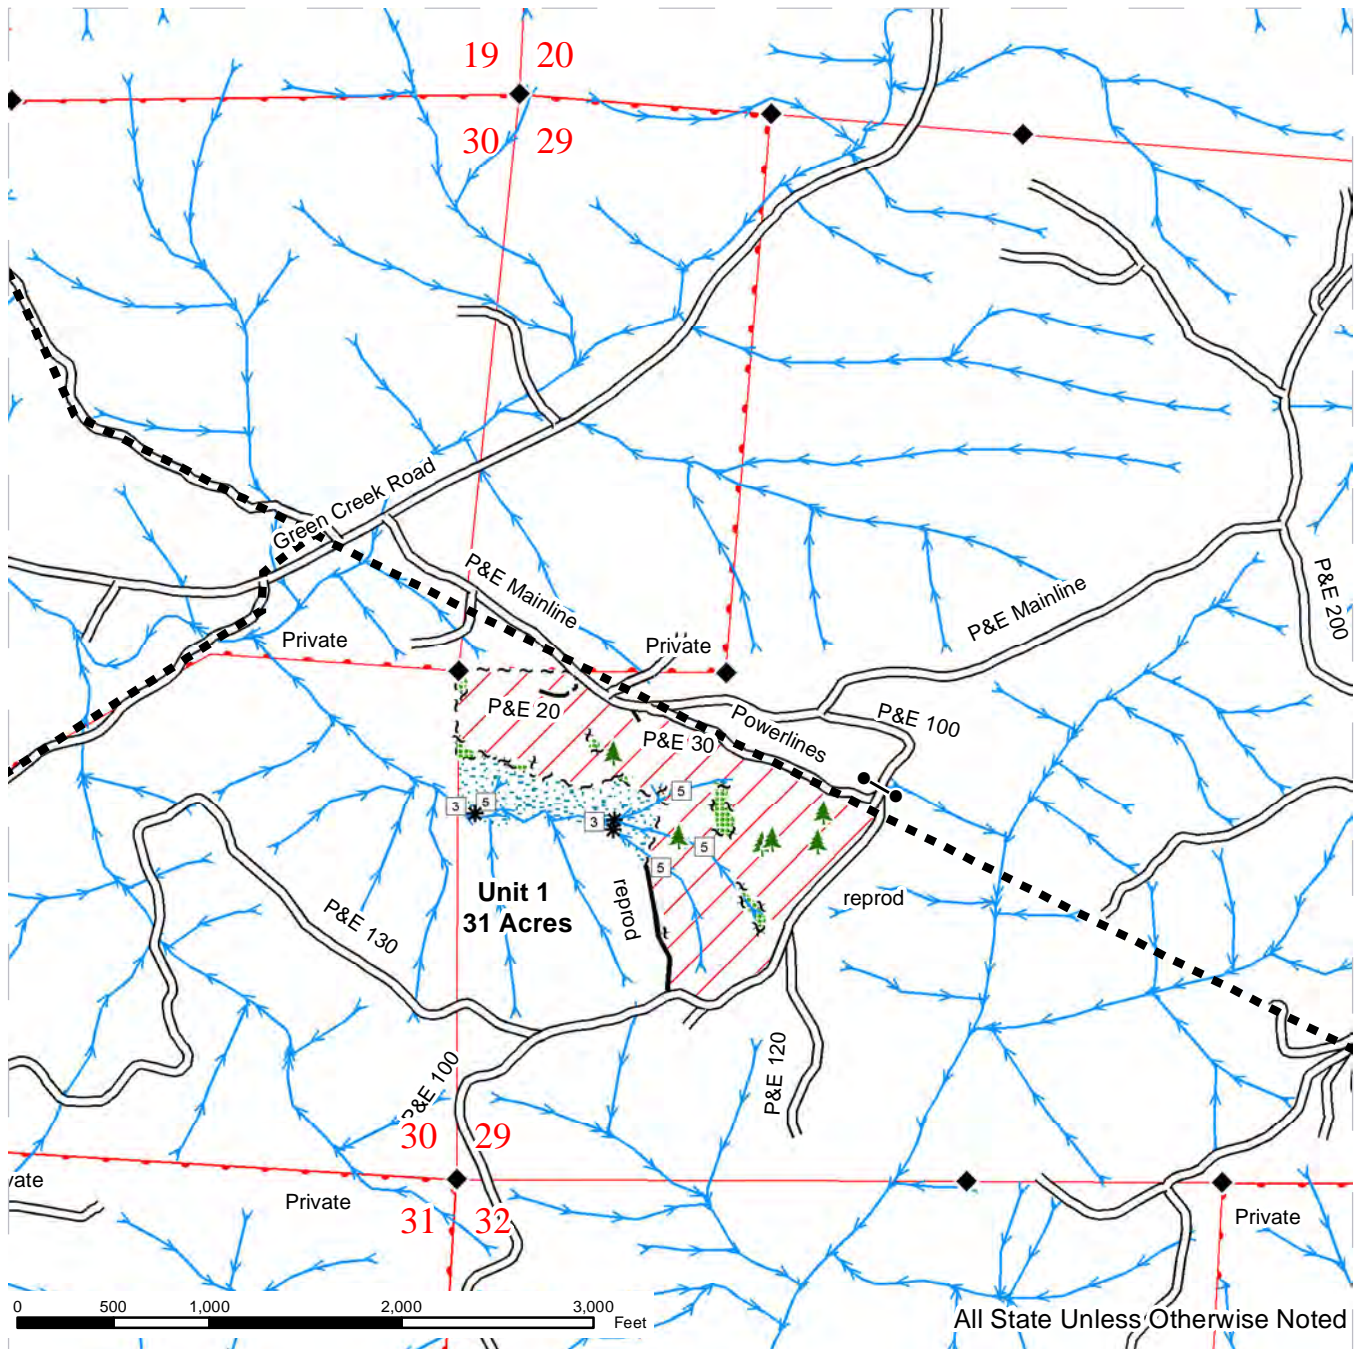 19 20
30 29
Green Creek Road
P&E Mainline
P&E Mainline
P&E 200
Private
Private
P&E 20
P&E 30
Powerlines
P&E 100
3
5
3
5
5
5
Unit 1
31 Acres
reprod
reprod
P&E 130
P&E 100
P&E 120
30 29
vate
Private
31 32
Private
0 500 1,000 2,000 3,000
Feet
All State Unless Otherwise Noted